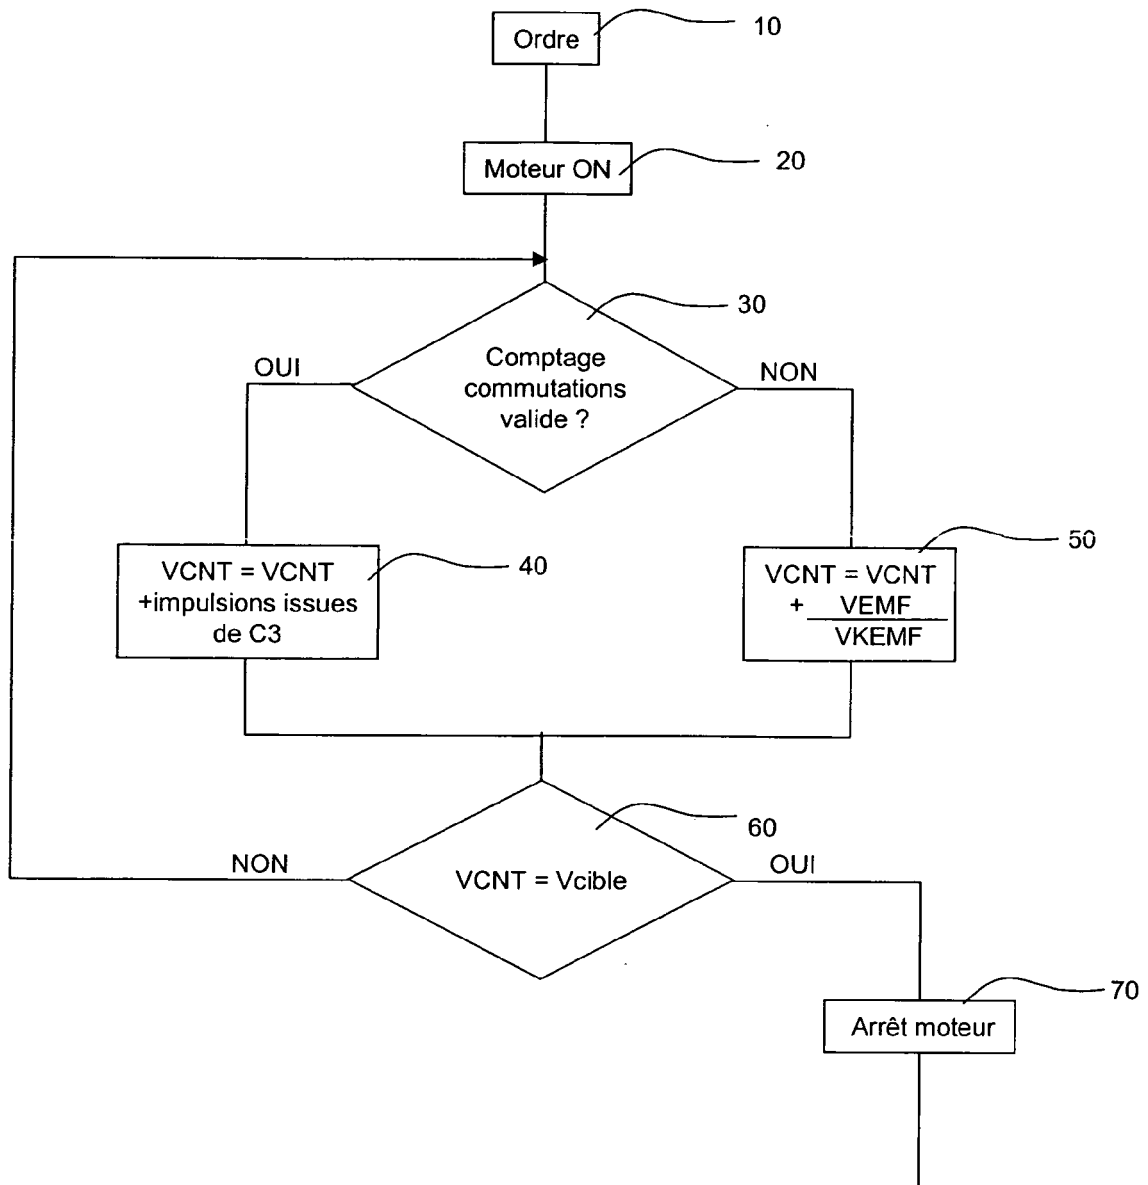 Ordre
10
Moteur ON
20
30
Comptage
commutations
valide ?
OUI
NON
VCNT = VCNT
+impulsions issues
de C3
40
VCNT = VCNT
+ VEMF
VKEMF
50
60
VCNT = Vcible
NON
OUI
Arrêt moteur
70